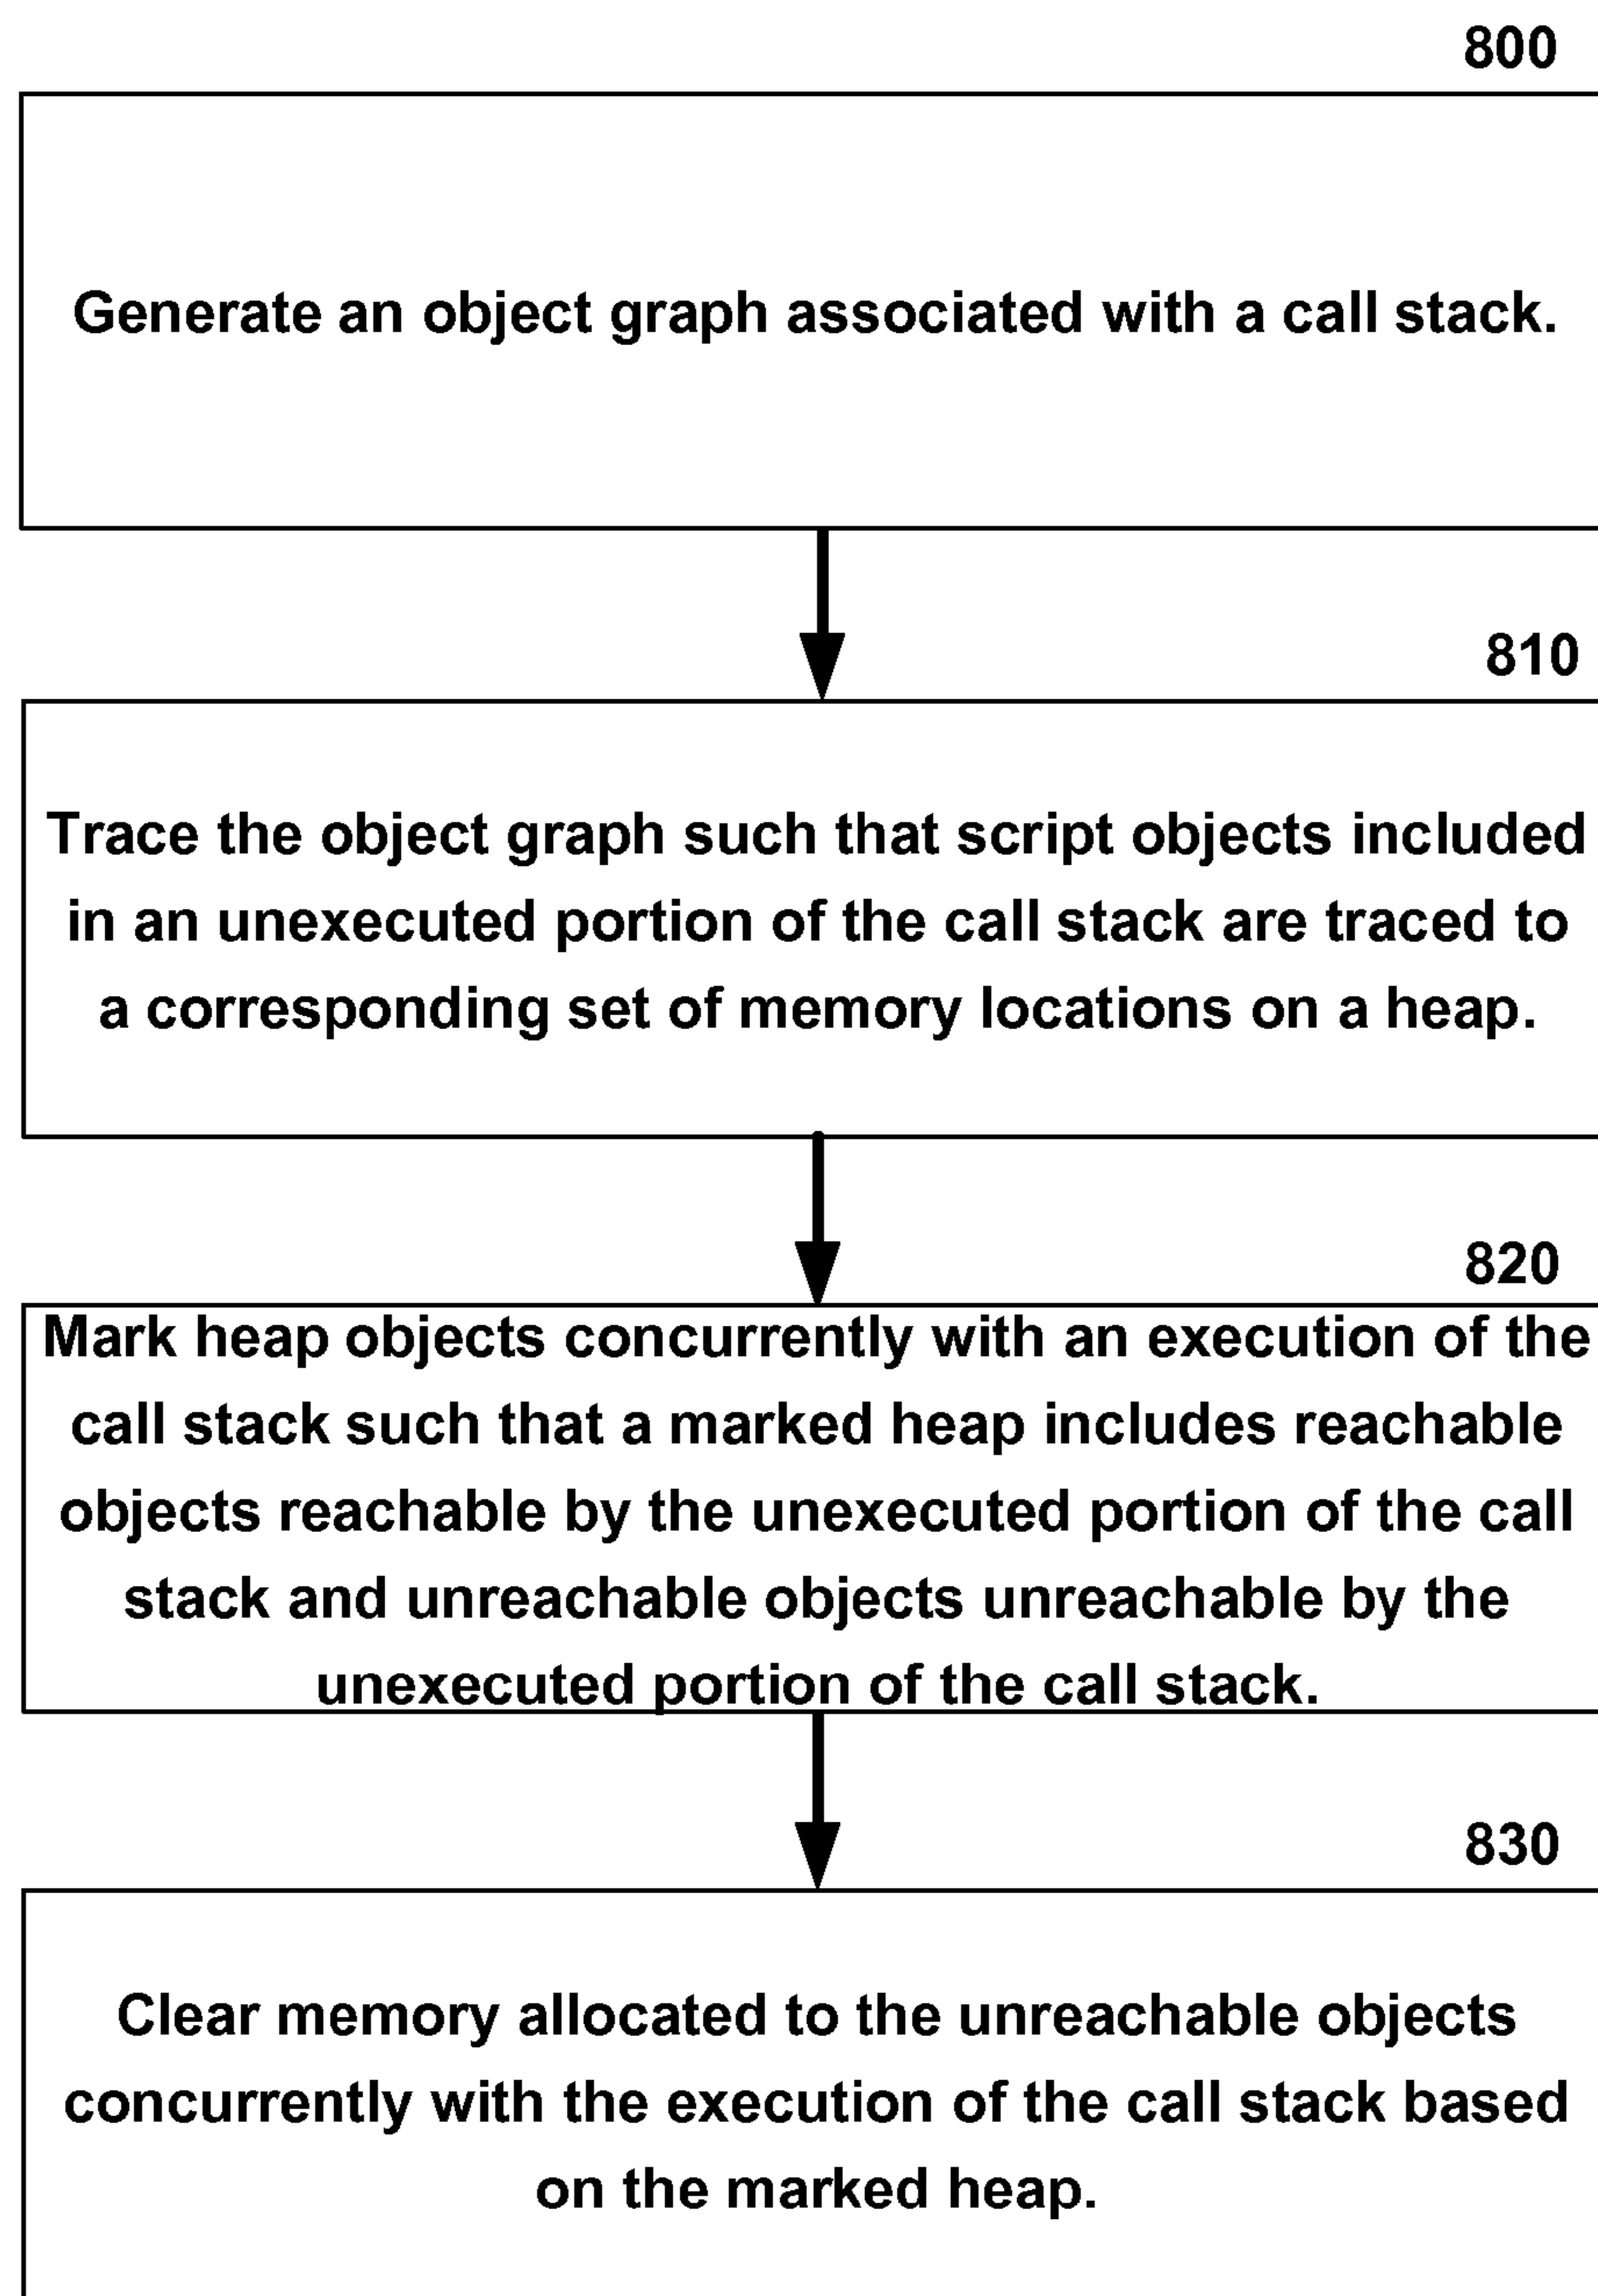 800
Generate an object graph associated with a call stack.
810
Trace the object graph such that script objects included
in an unexecuted portion of the call stack are traced to
a corresponding set of memory locations on a heap.
820
Mark heap objects concurrently with an execution of the
call stack such that a marked heap includes reachable
objects reachable by the unexecuted portion of the call
stack and unreachable objects unreachable by the
unexecuted portion of the call stack.
830
Clear memory allocated to the unreachable objects
concurrently with the execution of the call stack based
on the marked heap.